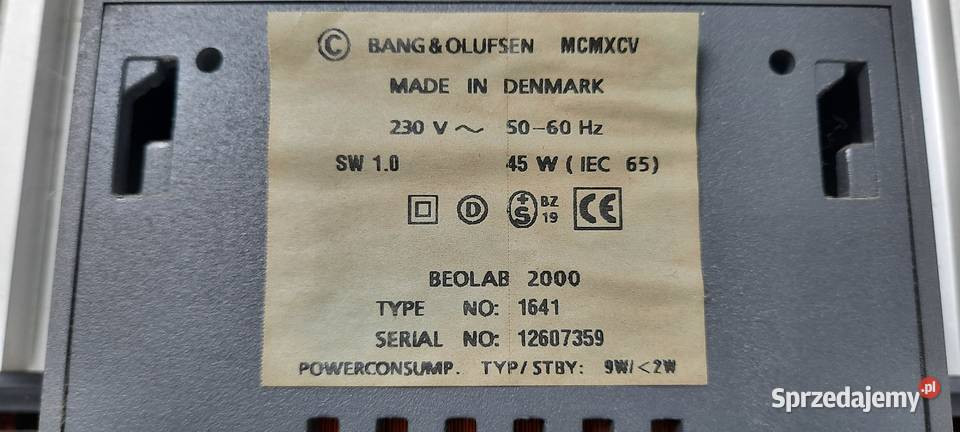 © BANG & OLUFSEN MCMXCV
MADE IN DENMARK
230 V ~ 50-60 Hz
SW 1.0 45 W ( IEC 65)
D +S BZ 19 CE
BEOLAB 2000
TYPE NO: 1641
SERIAL NO: 12607359
POWERCONSUMP. TYP/STBY: 9W/<2W
Sprzedajemy.pl